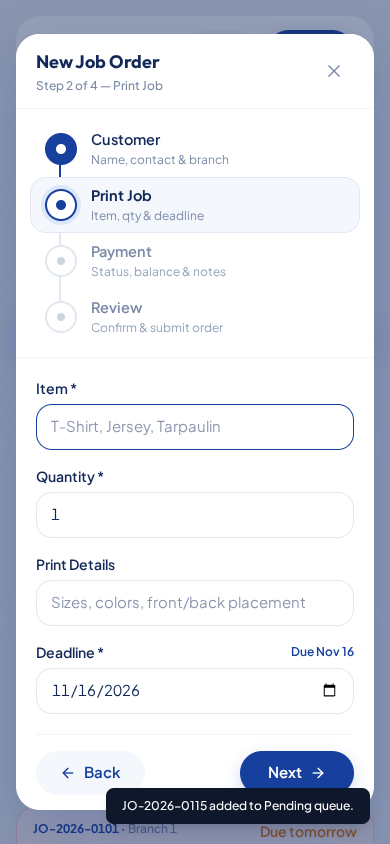 New Job Order
Step 2 of 4 — Print Job
Customer
Name, contact & branch
Print Job
Item, qty & deadline
Payment
Status, balance & notes
Review
Confirm & submit order
Item *
T-Shirt, Jersey, Tarpaulin
Quantity *
1
Print Details
Sizes, colors, front/back placement
Deadline *
Due Nov 16
11/16/2026
Back
Next
JO-2026-0115 added to Pending queue.
JO-2026-0101 · Branch 1
Due tomorrow